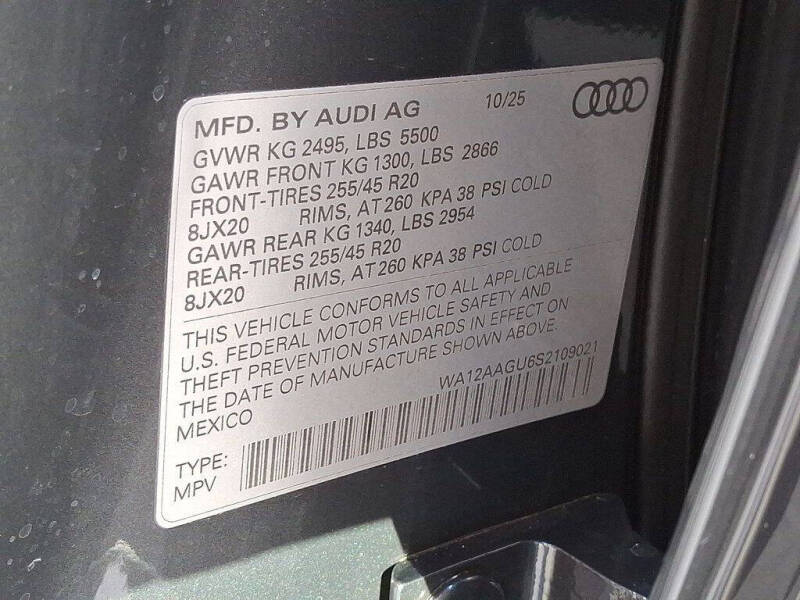 MFD. BY AUDI AG 10/25
GVWR KG 2495, LBS 5500
GAWR FRONT KG 1300, LBS 2866
FRONT-TIRES 255/45 R20
8JX20 RIMS, AT 260 KPA 38 PSI COLD
GAWR REAR KG 1340, LBS 2954
REAR-TIRES 255/45 R20
8JX20 RIMS, AT 260 KPA 38 PSI COLD
THIS VEHICLE CONFORMS TO ALL APPLICABLE
U.S. FEDERAL MOTOR VEHICLE SAFETY AND
THEFT PREVENTION STANDARDS IN EFFECT ON
THE DATE OF MANUFACTURE SHOWN ABOVE.
MEXICO WA12AAGU6S2109021
TYPE:
MPV